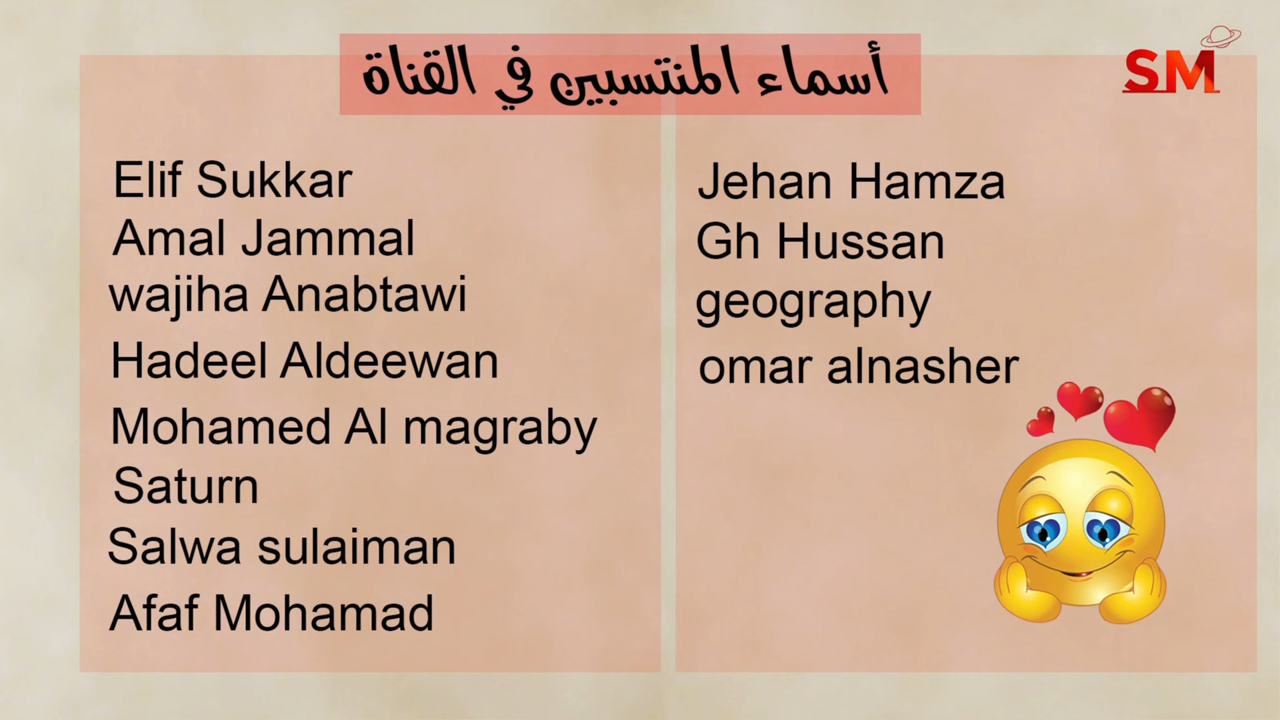 أسماء المنتسبين في القناة
SM
Elif Sukkar
Amal Jammal
wajiha Anabtawi
Hadeel Aldeewan
Mohamed Al magraby
Saturn
Salwa sulaiman
Afaf Mohamad
Jehan Hamza
Gh Hussan
geography
omar alnasher